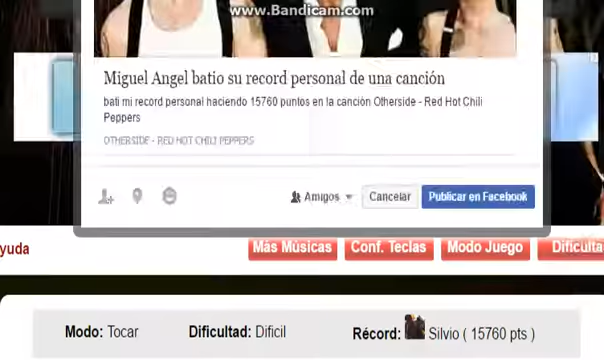 www.Bandicam.com
Miguel Angel batio su record personal de una canción
bati mi record personal haciendo 15760 puntos en la canción Otherside - Red Hot Chili
Peppers
OTHERSIDE - RED HOT CHILI PEPPERS
Amigos Cancelar Publicar en Facebook
yuda Más Músicas Conf. Teclas Modo Juego Dificulta
Modo: Tocar Dificultad: Dificil Récord: Silvio ( 15760 pts )